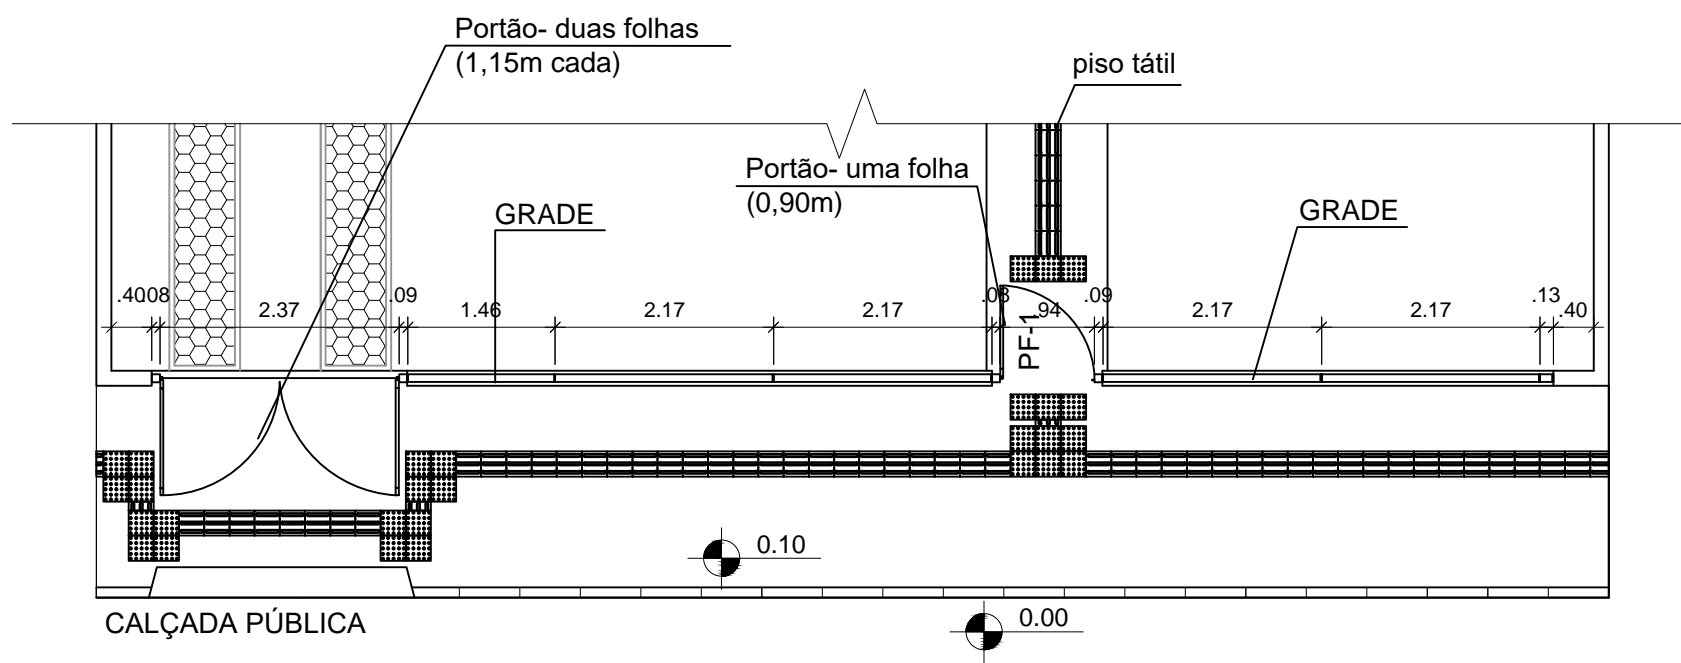 Portão- duas folhas
(1,15m cada)
piso tátil
Portão- uma folha
(0,90m)
GRADE
GRADE
.40
.08
2.37
.09
1.46
2.17
2.17
.08
.94
.09
2.17
2.17
.13
.40
PF-1
0.10
CALÇADA PÚBLICA
0.00